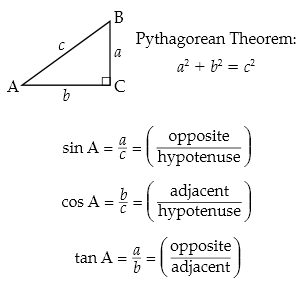 B
c
a
Pythagorean Theorem:
a² + b² = c²
A
C
b
sin A = a/c = (opposite/hypotenuse)
cos A = b/c = (adjacent/hypotenuse)
tan A = a/b = (opposite/adjacent)